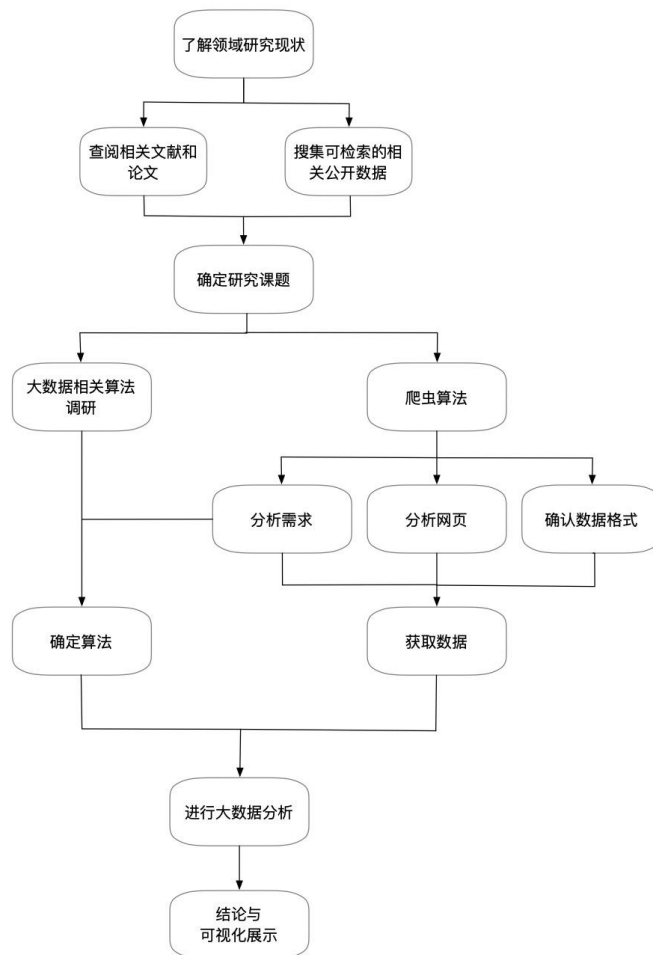 了解领域研究现状
查阅相关文献和
论文
搜集可检索的相
关公开数据
确定研究课题
大数据相关算法
调研
爬虫算法
分析需求
分析网页
确认数据格式
确定算法
获取数据
进行大数据分析
结论与
可视化展示